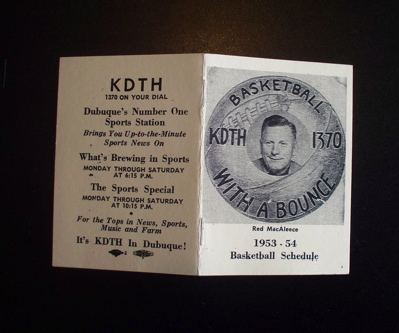 KDTH
1370 ON YOUR DIAL
Dubuque's Number One
Sports Station
Brings You Up-to-the-Minute
Sports News On
What's Brewing in Sports
MONDAY THROUGH SATURDAY
at 6:15 P.M.
The Sports Special
MONDAY THROUGH SATURDAY
at 10:15 P.M.
For the Tops in News, Sports,
Music and Farm
It's KDTH In Dubuque!
BASKETBALL
KDTH 1370
WITH A BOUNCE
Red MacAleece
1953 - 54
Basketball Schedule